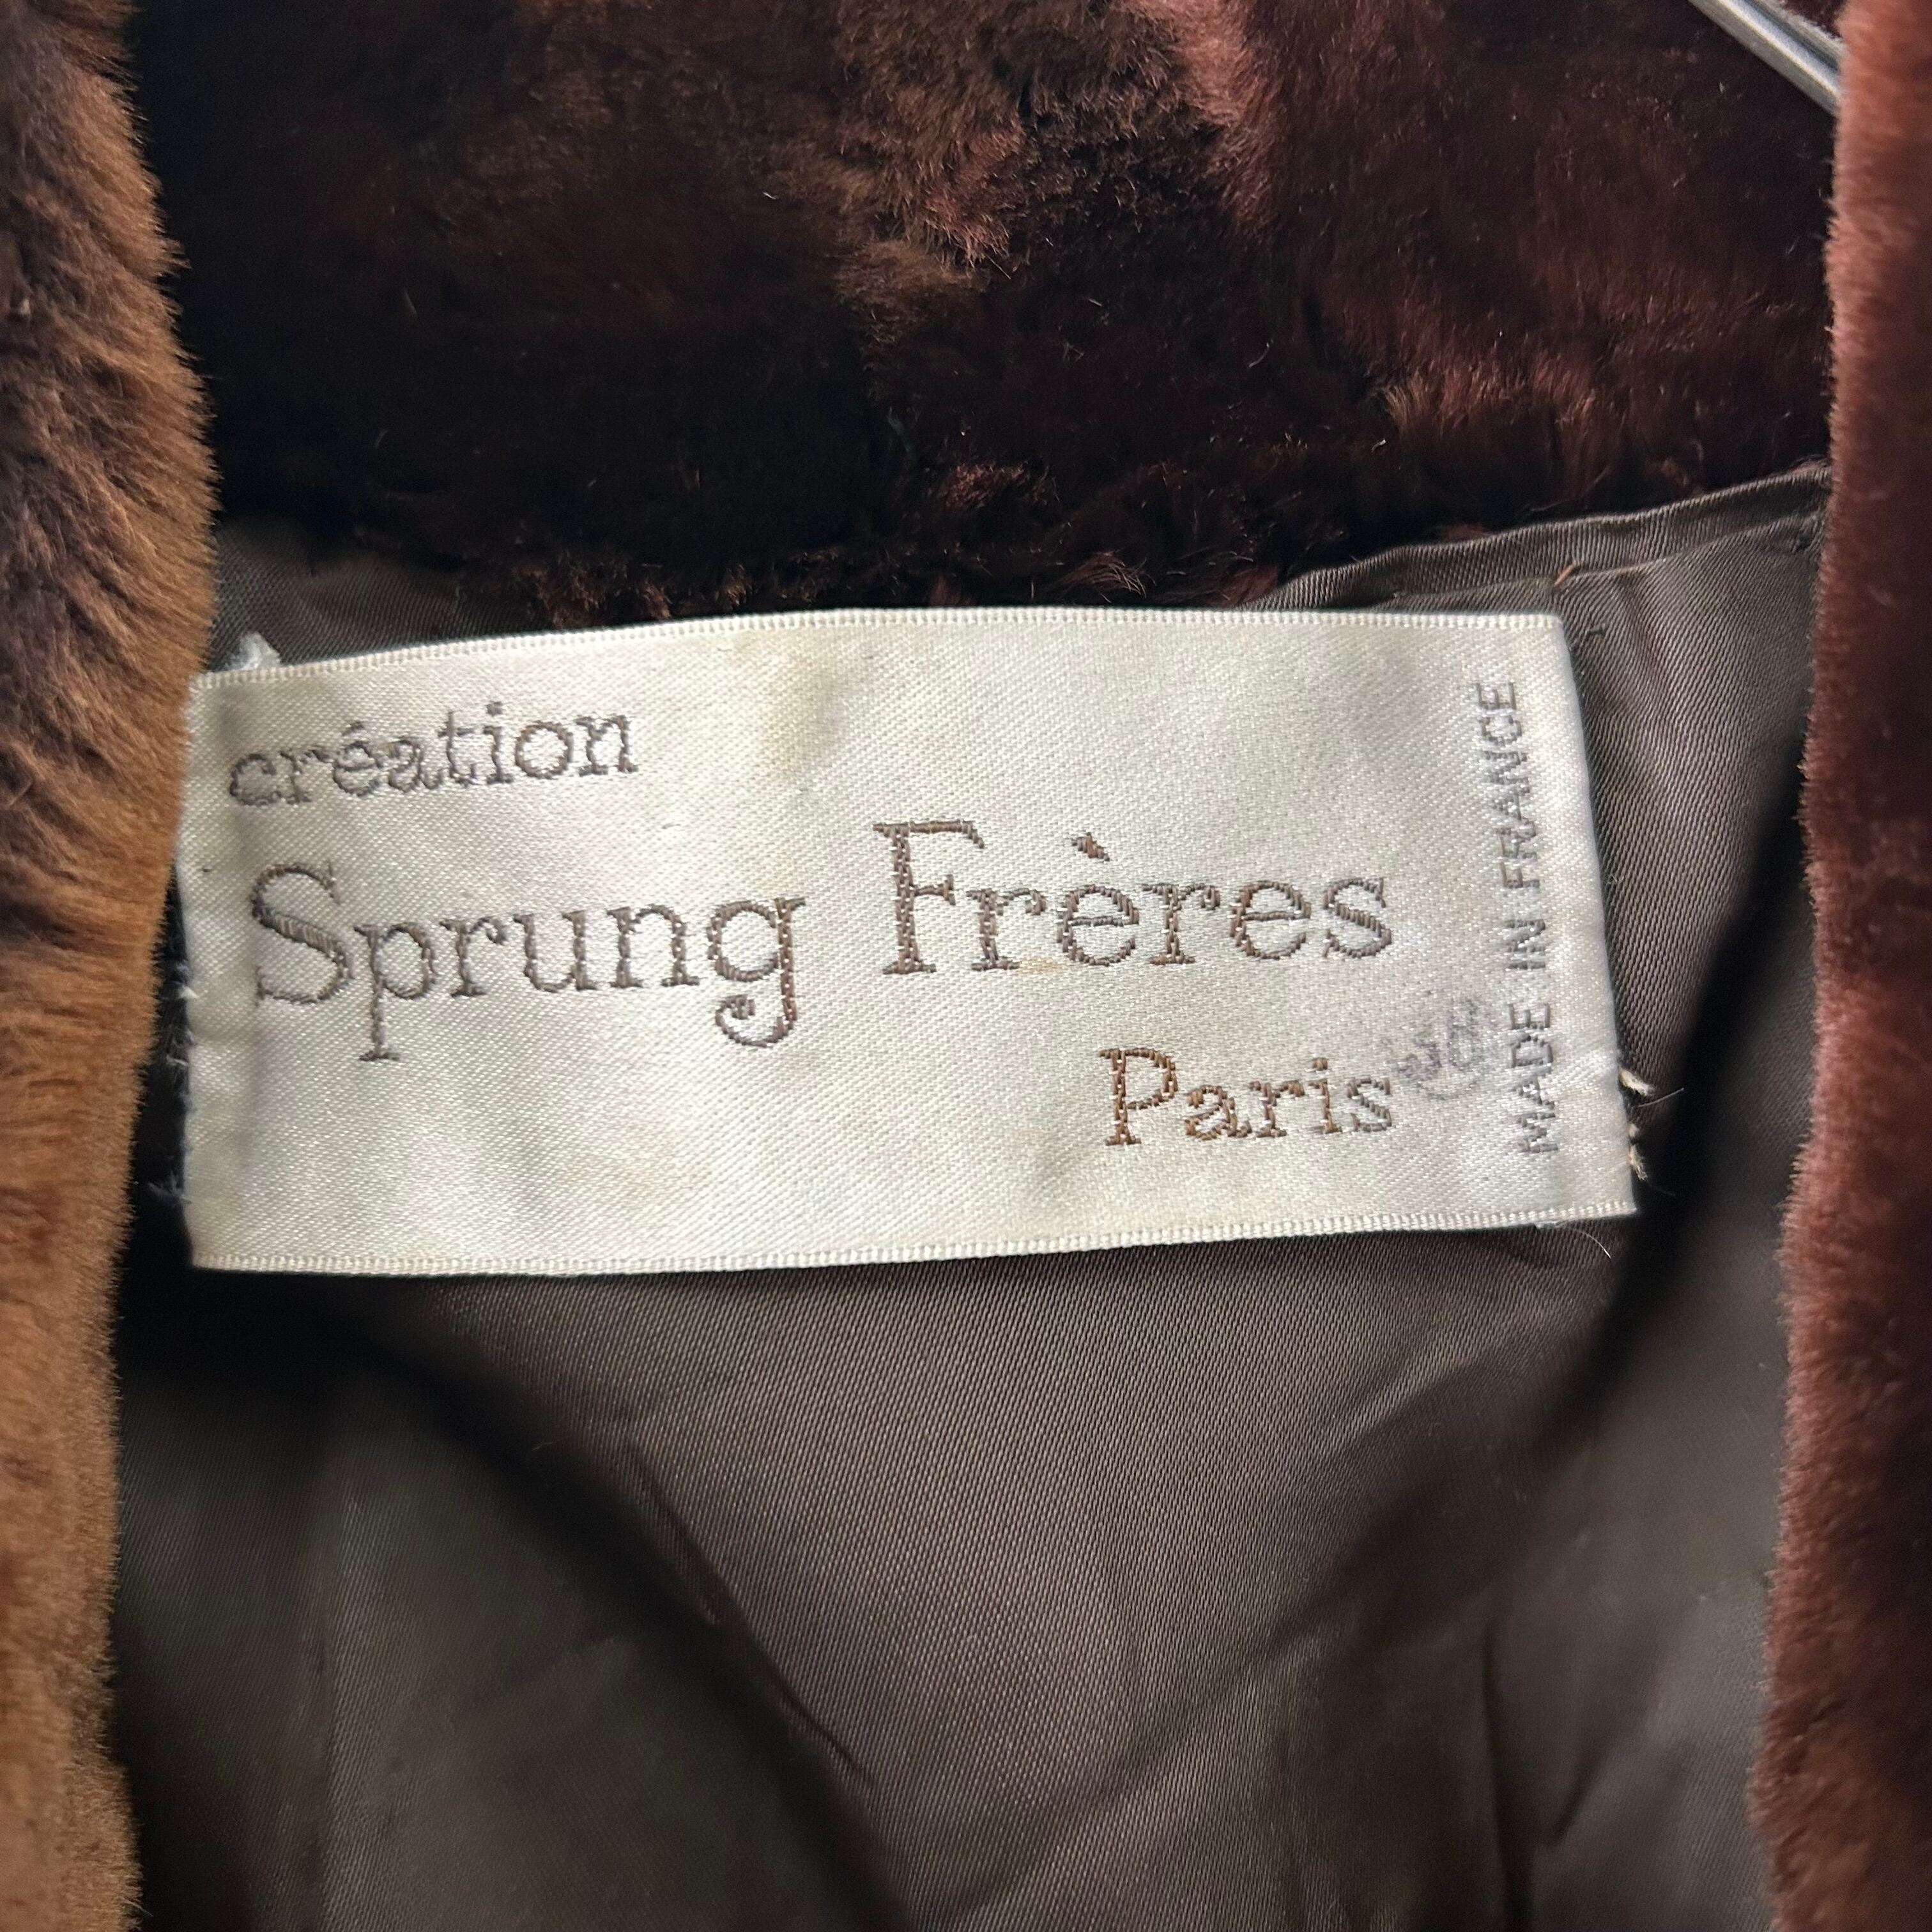 création
Sprung Frères
Paris
MADE IN FRANCE